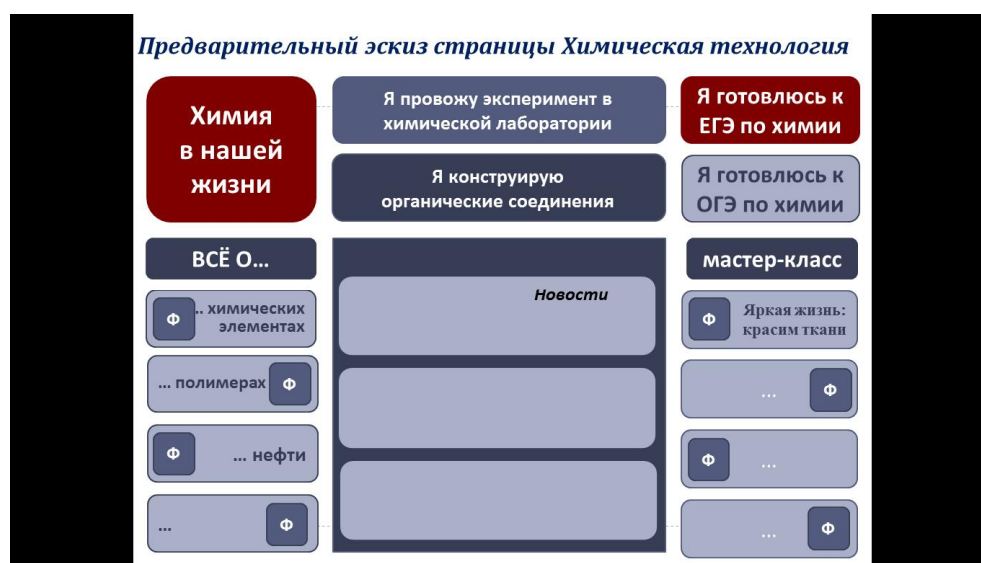 Предварительный эскиз страницы Химическая технология
Химия
в нашей
жизни
Я провожу эксперимент в
химической лаборатории
Я конструирую
органические соединения
Я готовлюсь к
ЕГЭ по химии
Я готовлюсь к
ОГЭ по химии
ВСЁ О...
Ф
.. химических
элементах
... полимерах
Ф
Ф
... нефти
...
Ф
Новости
мастер-класс
Ф
Яркая жизнь:
красим ткани
...
Ф
Ф
...
...
Ф